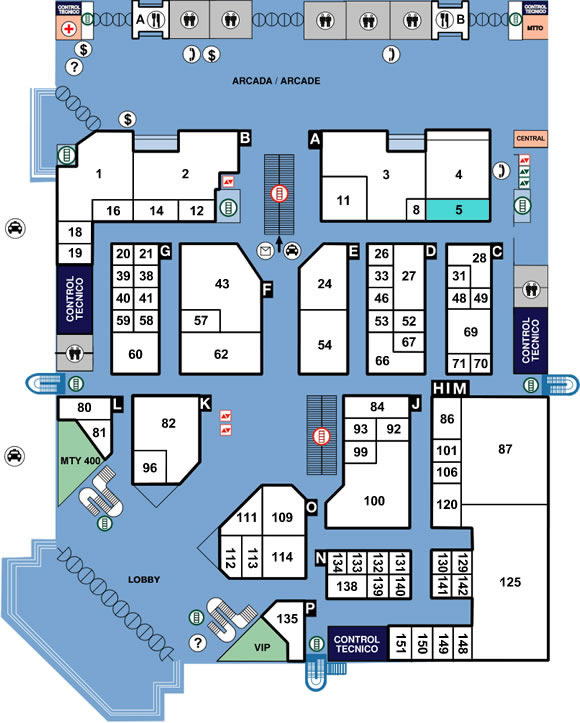 CONTROL
TECNICO
A
B
CONTROL
TECNICO
MTTO
$
?
$
ARCADA / ARCADE
$
CENTRAL
B
A
1
2
3
4
11
8
5
16
14
12
18
19
CONTROL
TECNICO
20
21
G
39
38
40
41
59
58
60
43
F
57
62
E
24
54
26
D
33
27
46
53
52
67
66
C
28
31
48
49
69
71
70
CONTROL
TECNICO
80
L
81
MTY 400
82
K
96
84
J
93
92
99
100
H I M
86
87
101
106
120
125
111
109
O
112
113
114
N
134
133
132
131
138
139
140
130
129
141
142
LOBBY
135
P
VIP
?
CONTROL
TECNICO
151
150
149
148